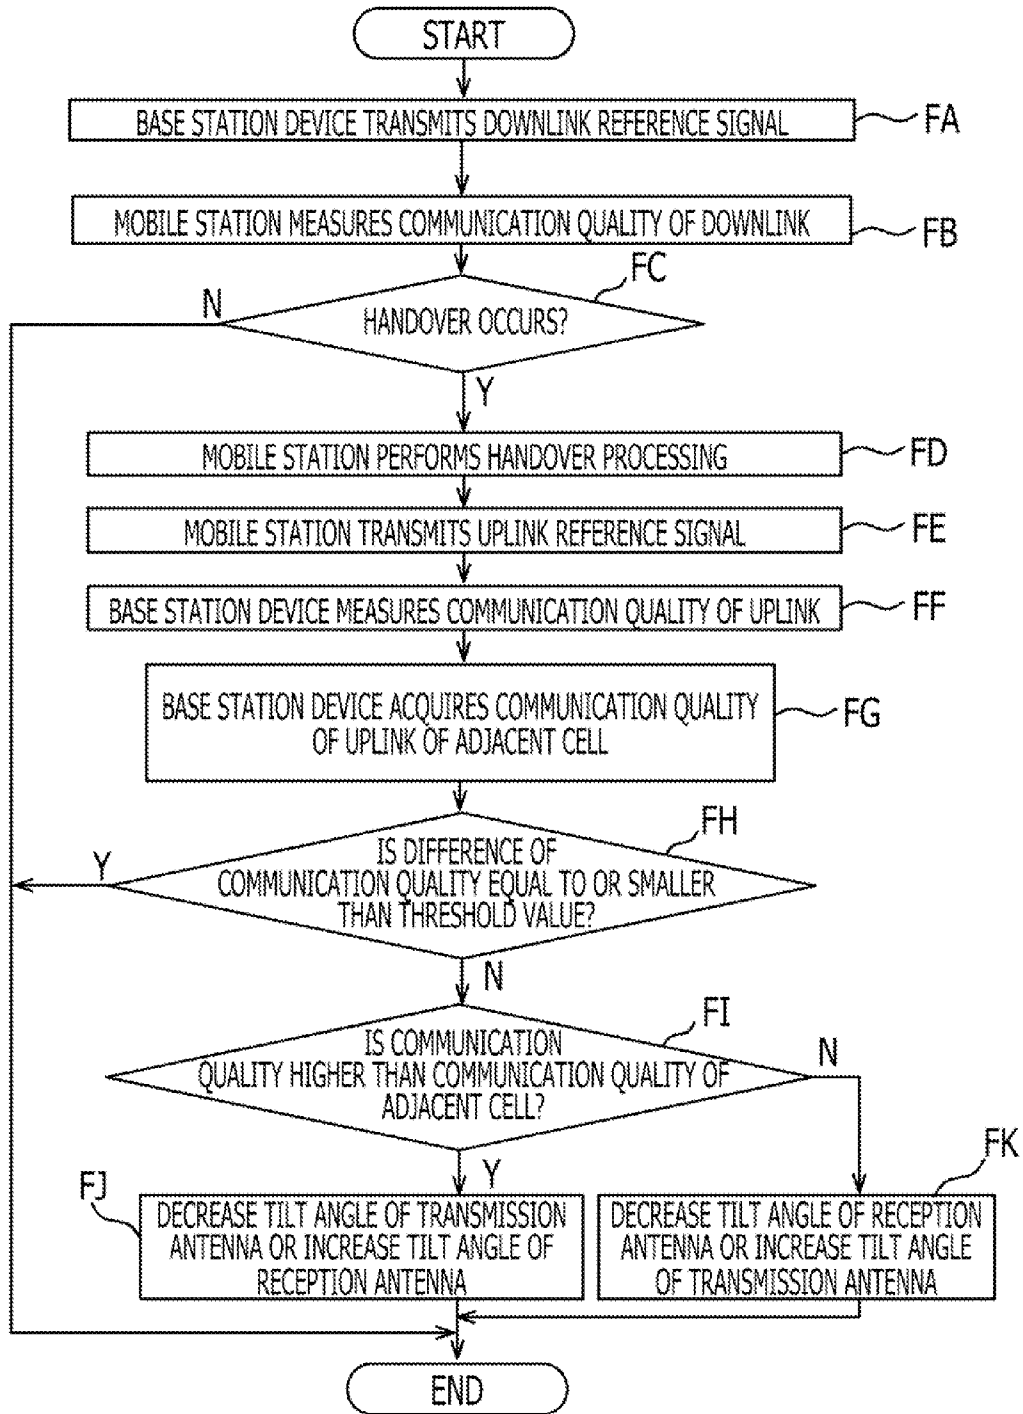 START
BASE STATION DEVICE TRANSMITS DOWNLINK REFERENCE SIGNAL
FA
MOBILE STATION MEASURES COMMUNICATION QUALITY OF DOWNLINK
FB
FC
N
HANDOVER OCCURS?
Y
MOBILE STATION PERFORMS HANDOVER PROCESSING
FD
MOBILE STATION TRANSMITS UPLINK REFERENCE SIGNAL
FE
BASE STATION DEVICE MEASURES COMMUNICATION QUALITY OF UPLINK
FF
BASE STATION DEVICE ACQUIRES COMMUNICATION QUALITY
OF UPLINK OF ADJACENT CELL
FG
FH
Y
IS DIFFERENCE OF
COMMUNICATION QUALITY EQUAL TO OR SMALLER
THAN THRESHOLD VALUE?
N
FI
IS COMMUNICATION
QUALITY HIGHER THAN COMMUNICATION QUALITY OF
ADJACENT CELL?
N
Y
FJ
DECREASE TILT ANGLE OF TRANSMISSION
ANTENNA OR INCREASE TILT ANGLE OF
RECEPTION ANTENNA
FK
DECREASE TILT ANGLE OF RECEPTION
ANTENNA OR INCREASE TILT ANGLE
OF TRANSMISSION ANTENNA
END